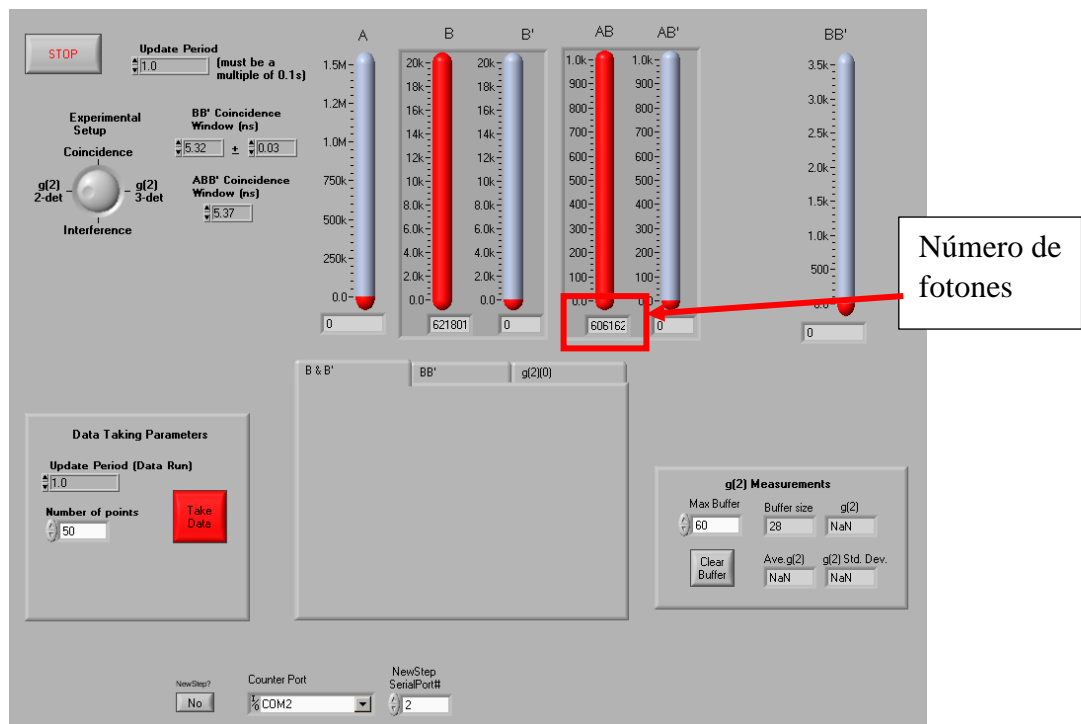 STOP
Update Period
1.0
(must be a
multiple of 0.1s)
Experimental
Setup
Coincidence
g(2)
2-det
g(2)
3-det
Interference
BB' Coincidence
Window (ns)
5.32 ± 0.03
ABB' Coincidence
Window (ns)
5.37
A
1.5M
1.2M
1.0M
750k
500k
250k
0.0
0
B
20k
18k
16k
14k
12k
10k
8.0k
6.0k
4.0k
2.0k
0.0
621801
B'
20k
18k
16k
14k
12k
10k
8.0k
6.0k
4.0k
2.0k
0.0
0
AB
1.0k
900
800
700
600
500
400
300
200
100
0.0
606162
AB'
1.0k
900
800
700
600
500
400
300
200
100
0.0
0
BB'
3.5k
3.0k
2.5k
2.0k
1.5k
1.0k
500
0.0
0
Número de
fotones
B & B' BB' g(2)(0)
Data Taking Parameters
Update Period (Data Run)
1.0
Number of points
50
Take
Data
g(2) Measurements
Max Buffer
60
Buffer size
28
g(2)
NaN
Clear
Buffer
Ave.g(2)
NaN
g(2) Std. Dev.
NaN
NewStep?
No
Counter Port
I/O COM2
NewStep
SerialPort#
2